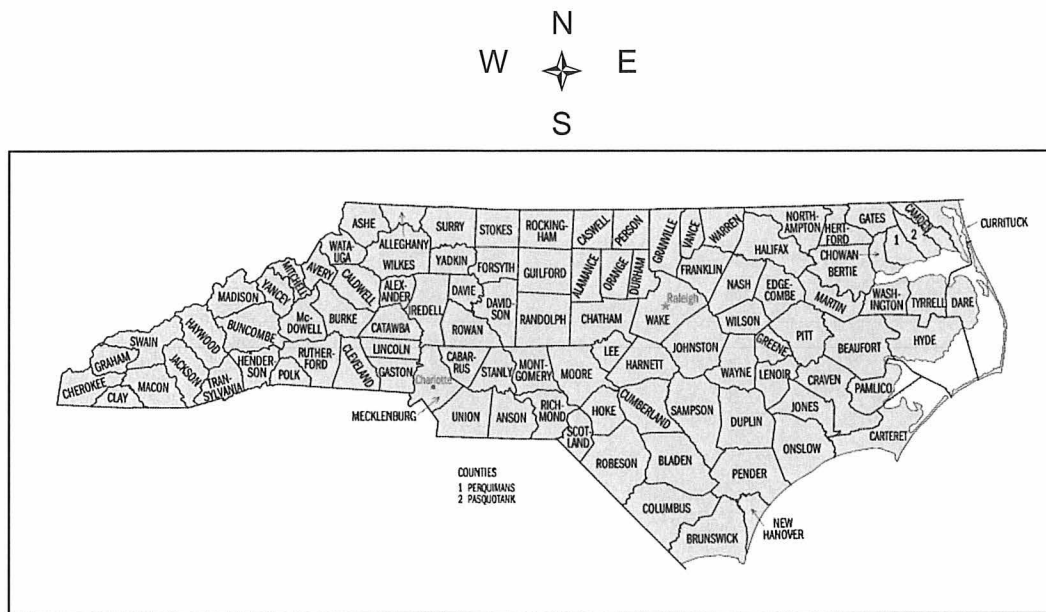 N
W E
S
ASHE
ALLEGHANY
SURRY
STOKES
ROCKING-
HAM
CASWELL
PERSON
GRANVILLE
VANCE
WARREN
NORTH-
AMPTON
HERT-
FORD
GATES
CAMDEN
CURRITUCK
WATA-
UGA
WILKES
YADKIN
FORSYTH
GUILFORD
ALAMANCE
ORANGE
DURHAM
FRANKLIN
HALIFAX
CHOWAN
BERTIE
1
2
MITCHELL
AVERY
CALDWELL
ALEX-
ANDER
IREDELL
DAVIE
DAVID-
SON
RANDOLPH
CHATHAM
Raleigh
WAKE
NASH
EDGE-
COMBE
MARTIN
WASH-
INGTON
TYRRELL
DARE
MADISON
YANCEY
Mc-
DOWELL
BURKE
CATAWBA
ROWAN
WILSON
PITT
BEAUFORT
HYDE
SWAIN
HAYWOOD
BUNCOMBE
RUTHER-
FORD
CLEVELAND
LINCOLN
GASTON
CABAR-
RUS
STANLY
MONT-
GOMERY
MOORE
LEE
HARNETT
JOHNSTON
WAYNE
GREENE
LENOIR
CRAVEN
PAMLICO
GRAHAM
CHEROKEE
CLAY
MACON
JACKSON
TRAN-
SYLVANIA
HENDER-
SON
POLK
Charlotte
MECKLENBURG
UNION
ANSON
RICH-
MOND
SCOT-
LAND
HOKE
CUMBERLAND
SAMPSON
DUPLIN
JONES
ONSLOW
CARTERET
ROBESON
BLADEN
PENDER
COLUMBUS
BRUNSWICK
NEW
HANOVER
COUNTIES
1 PERQUIMANS
2 PASQUOTANK